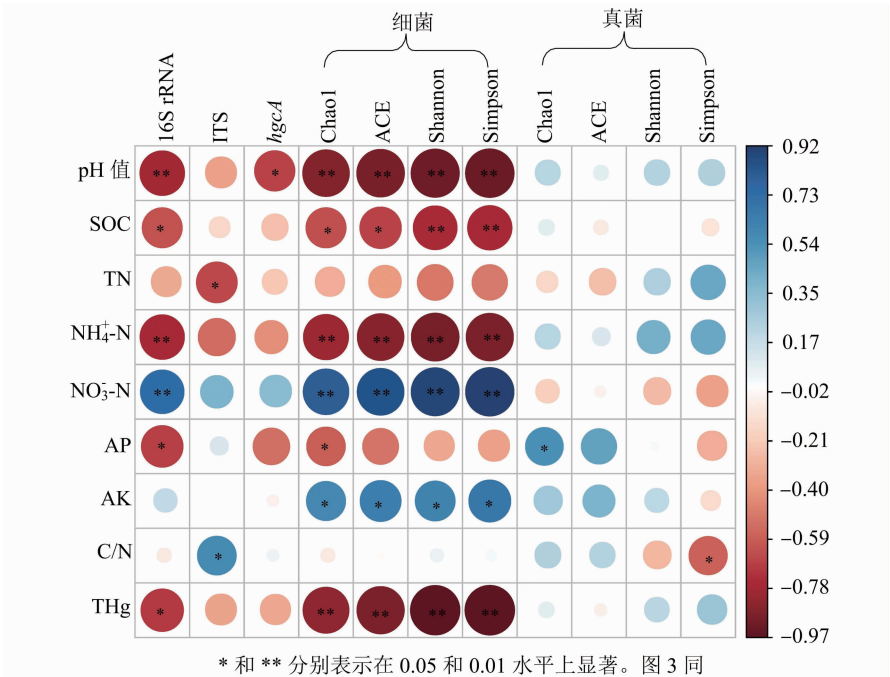 细菌
真菌
16S rRNA ITS hgcA Chao1 ACE Shannon Simpson Chao1 ACE Shannon Simpson
pH 值 ** * ** ** ** **
SOC * * * ** **
TN *
NH₄⁺-N ** ** ** ** **
NO₃⁻-N ** ** ** ** **
AP * * *
AK * * * *
C/N * *
THg * ** ** ** **
0.92
0.73
0.54
0.35
0.17
−0.02
−0.21
−0.40
−0.59
−0.78
−0.97
* 和 ** 分别表示在 0.05 和 0.01 水平上显著。图 3 同